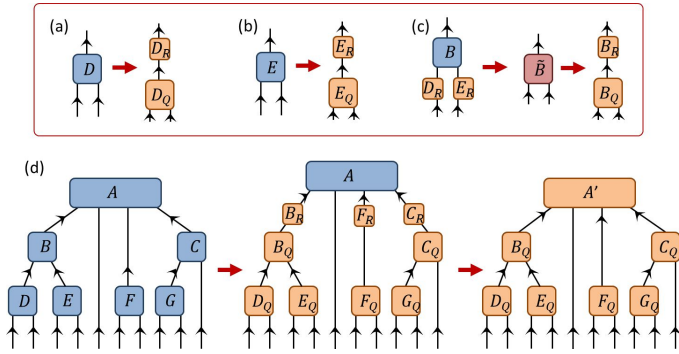 (a) (b) (c)
D D_R D_Q
E E_R E_Q
B D_R E_R B̃ B_R B_Q
(d)
A A A'
B C B_R F_R C_R
B_Q C_Q B_Q C_Q
D E F G D_Q E_Q F_Q G_Q D_Q E_Q F_Q G_Q